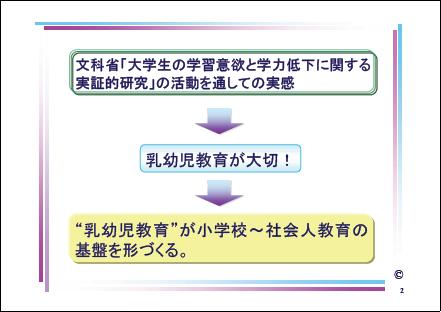 文科省｢大学生の学習意欲と学力低下に関する
実証的研究｣の活動を通しての実感
乳幼児教育が大切！
“乳幼児教育”が小学校～社会人教育の
基盤を形づくる。
©
2